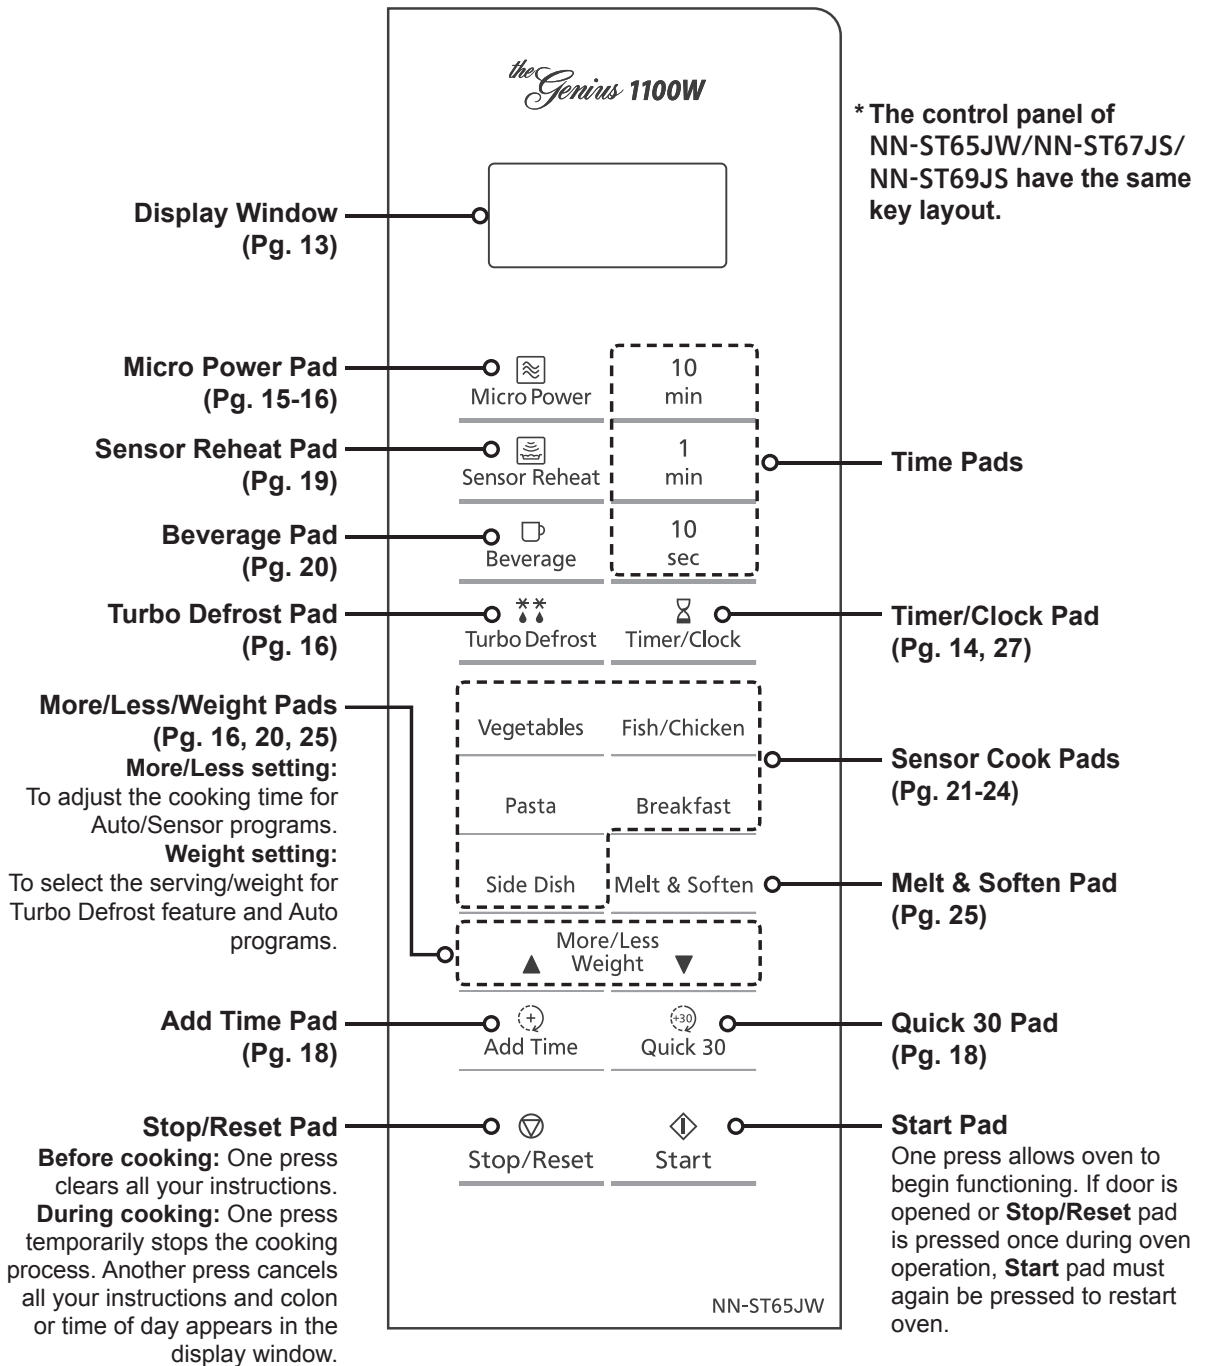 the Genius 1100W
* The control panel of
NN-ST65JW/NN-ST67JS/
NN-ST69JS have the same
key layout.
Display Window
(Pg. 13)
Micro Power Pad
(Pg. 15-16)
Sensor Reheat Pad
(Pg. 19)
Beverage Pad
(Pg. 20)
Turbo Defrost Pad
(Pg. 16)
More/Less/Weight Pads
(Pg. 16, 20, 25)
More/Less setting:
To adjust the cooking time for
Auto/Sensor programs.
Weight setting:
To select the serving/weight for
Turbo Defrost feature and Auto
programs.
Add Time Pad
(Pg. 18)
Stop/Reset Pad
Before cooking: One press
clears all your instructions.
During cooking: One press
temporarily stops the cooking
process. Another press cancels
all your instructions and colon
or time of day appears in the
display window.
Micro Power
10
min
Sensor Reheat
1
min
Beverage
10
sec
Turbo Defrost
Timer/Clock
Vegetables
Fish/Chicken
Pasta
Breakfast
Side Dish
Melt & Soften
More/Less
▲ Weight ▼
+
Add Time
+30
Quick 30
Stop/Reset
Start
NN-ST65JW
Time Pads
Timer/Clock Pad
(Pg. 14, 27)
Sensor Cook Pads
(Pg. 21-24)
Melt & Soften Pad
(Pg. 25)
Quick 30 Pad
(Pg. 18)
Start Pad
One press allows oven to
begin functioning. If door is
opened or Stop/Reset pad
is pressed once during oven
operation, Start pad must
again be pressed to restart
oven.